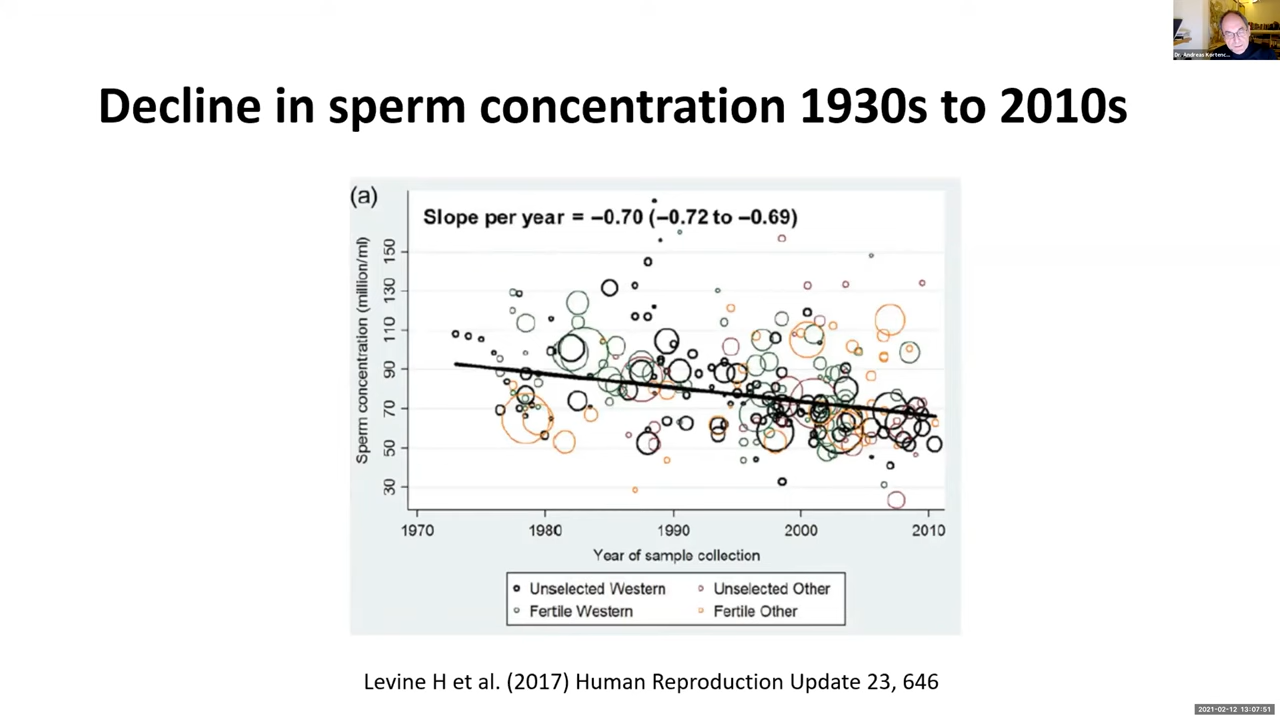 Dr. Andreas Kortenc...
Decline in sperm concentration 1930s to 2010s
(a)
Slope per year = −0.70 (−0.72 to −0.69)
Sperm concentration (million/ml)
150
130
110
90
70
50
30
1970 1980 1990 2000 2010
Year of sample collection
Unselected Western Unselected Other
Fertile Western Fertile Other
Levine H et al. (2017) Human Reproduction Update 23, 646
2021-02-12 13:07:51